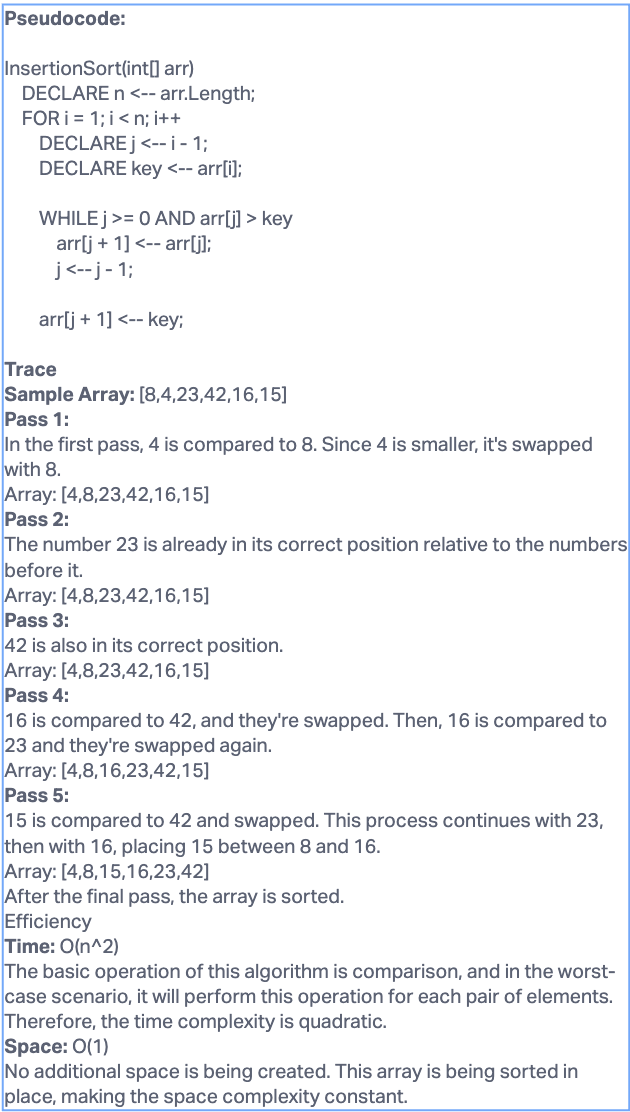 Pseudocode:
InsertionSort(int[] arr)
DECLARE n <-- arr.Length;
FOR i = 1; i < n; i++
DECLARE j <-- i - 1;
DECLARE key <-- arr[i];
WHILE j >= 0 AND arr[j] > key
arr[j + 1] <-- arr[j];
j <-- j - 1;
arr[j + 1] <-- key;
Trace
Sample Array: [8,4,23,42,16,15]
Pass 1:
In the first pass, 4 is compared to 8. Since 4 is smaller, it's swapped
with 8.
Array: [4,8,23,42,16,15]
Pass 2:
The number 23 is already in its correct position relative to the numbers
before it.
Array: [4,8,23,42,16,15]
Pass 3:
42 is also in its correct position.
Array: [4,8,23,42,16,15]
Pass 4:
16 is compared to 42, and they're swapped. Then, 16 is compared to
23 and they're swapped again.
Array: [4,8,16,23,42,15]
Pass 5:
15 is compared to 42 and swapped. This process continues with 23,
then with 16, placing 15 between 8 and 16.
Array: [4,8,15,16,23,42]
After the final pass, the array is sorted.
Efficiency
Time: O(n^2)
The basic operation of this algorithm is comparison, and in the worst-
case scenario, it will perform this operation for each pair of elements.
Therefore, the time complexity is quadratic.
Space: O(1)
No additional space is being created. This array is being sorted in
place, making the space complexity constant.